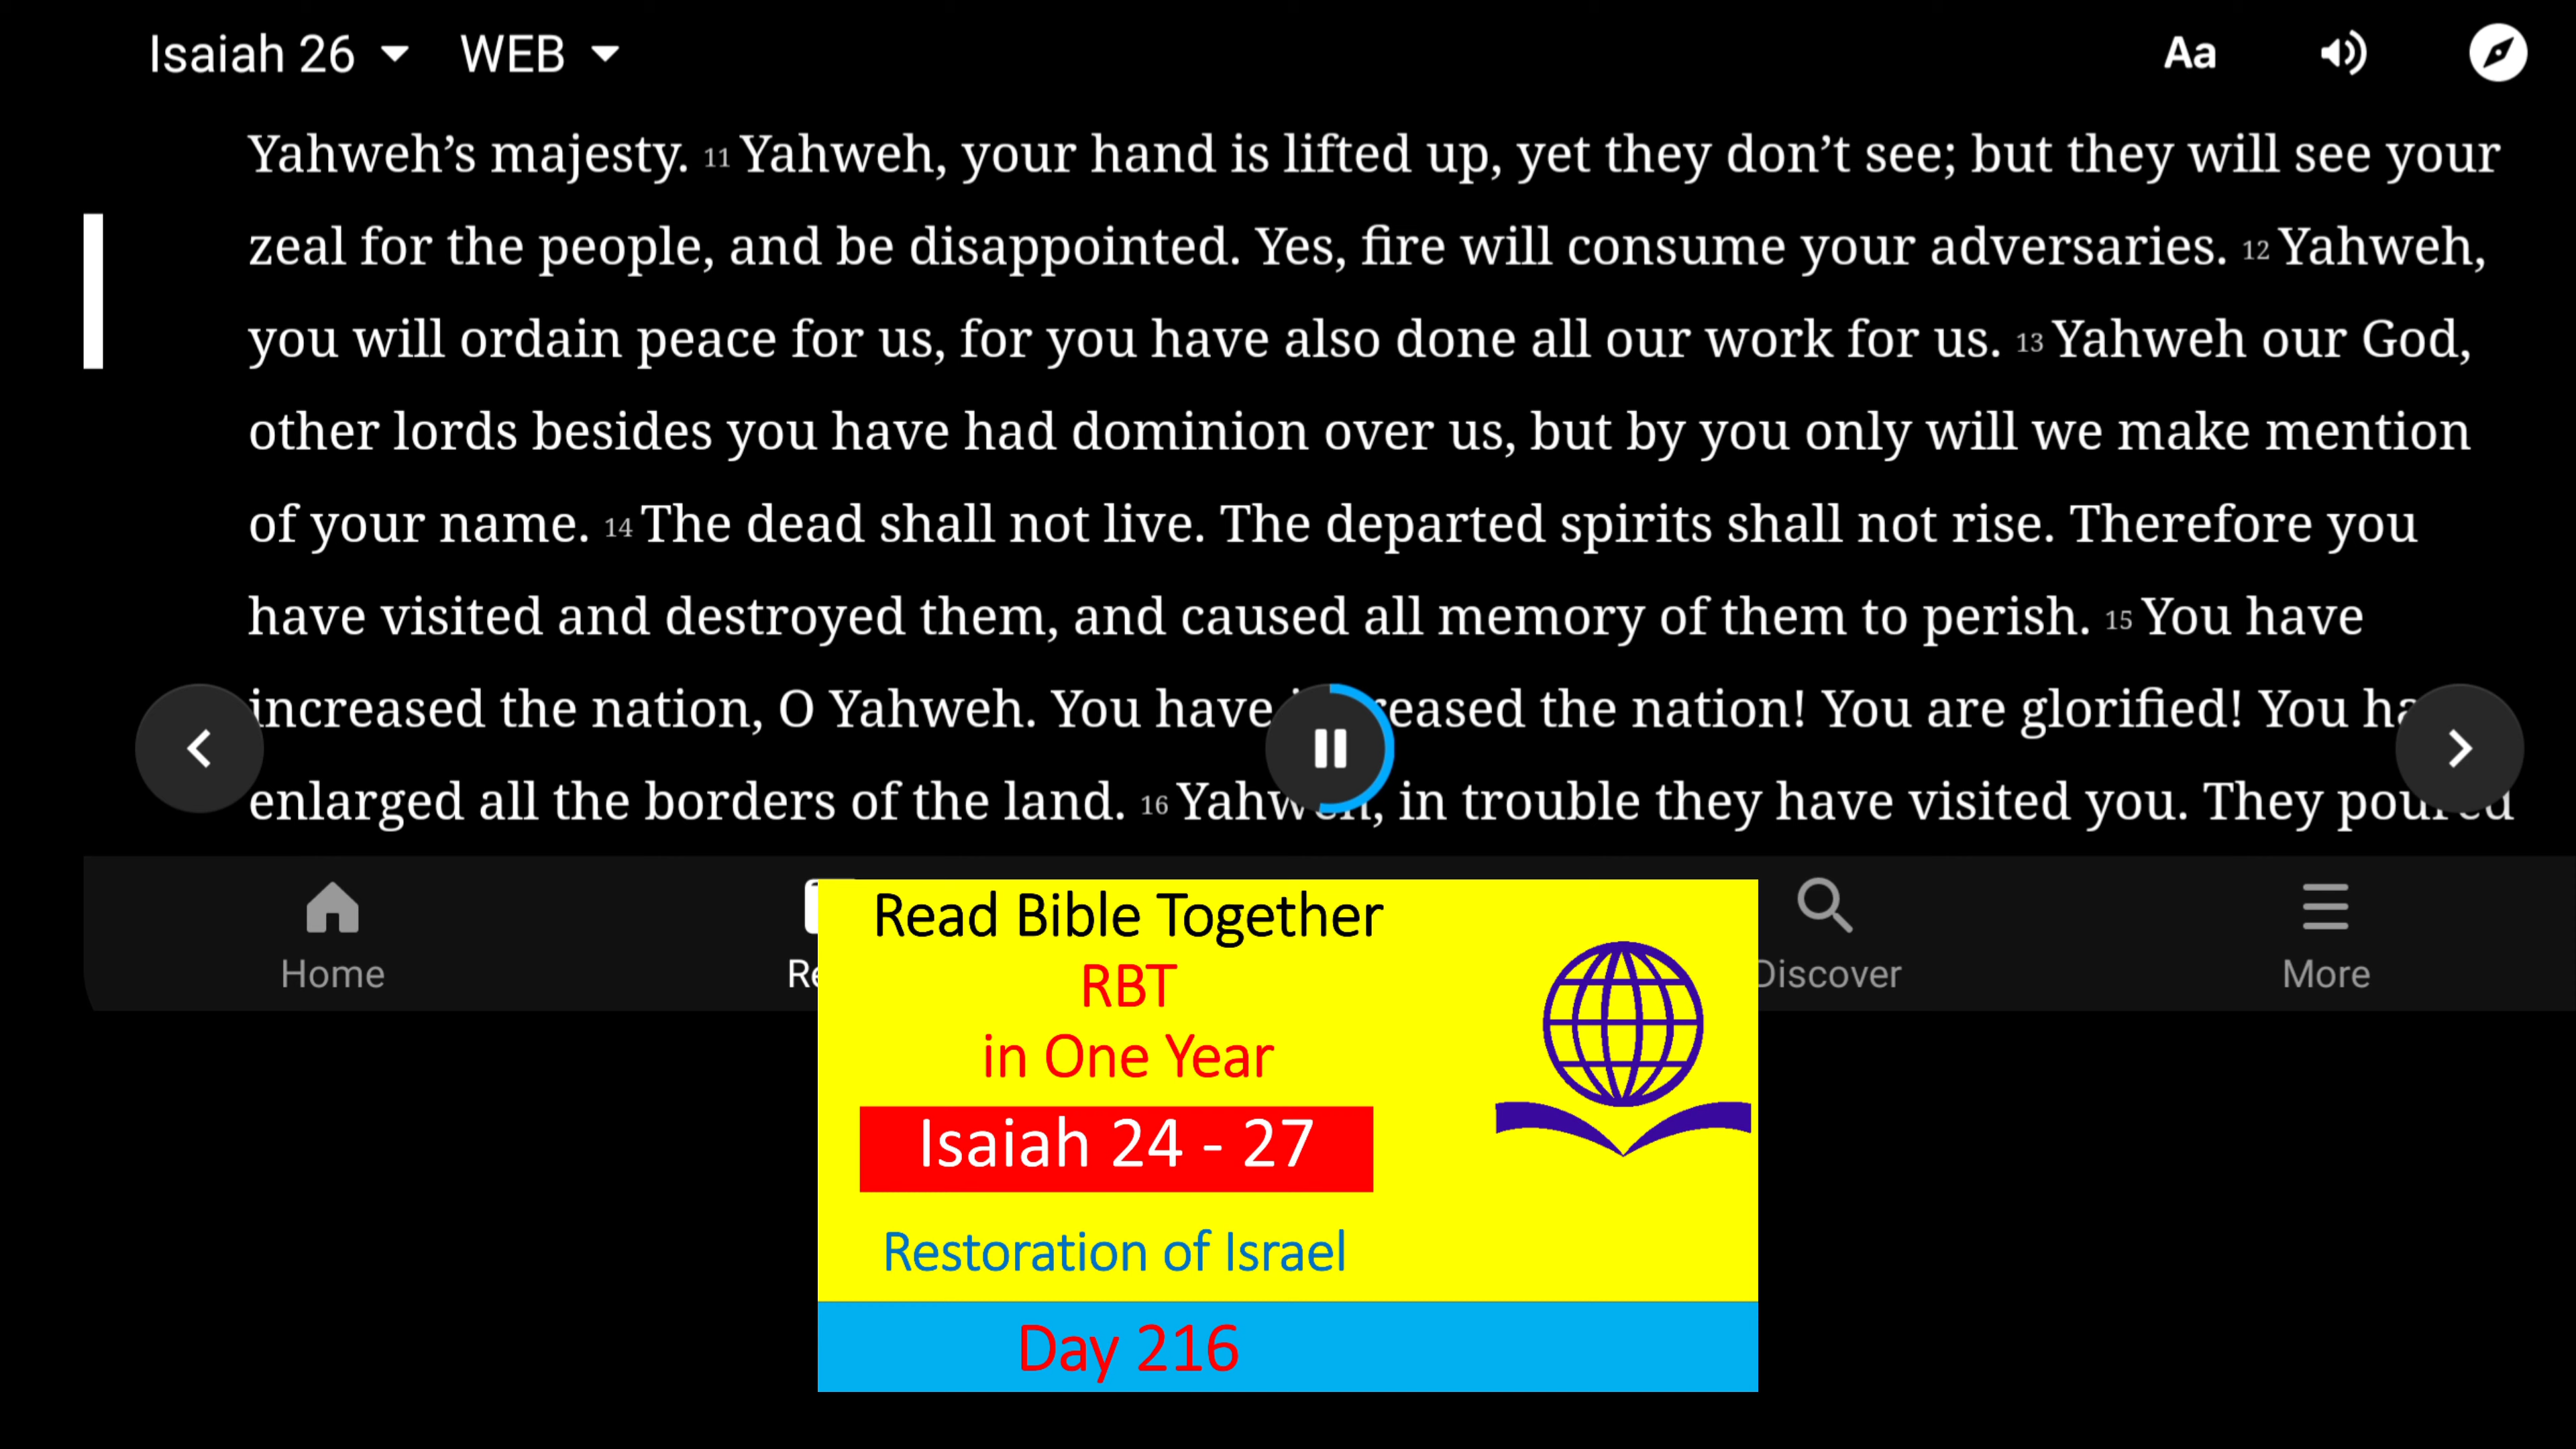 Isaiah 26 WEB Aa
Yahweh’s majesty. 11 Yahweh, your hand is lifted up, yet they don’t see; but they will see your
zeal for the people, and be disappointed. Yes, fire will consume your adversaries. 12 Yahweh,
you will ordain peace for us, for you have also done all our work for us. 13 Yahweh our God,
other lords besides you have had dominion over us, but by you only will we make mention
of your name. 14 The dead shall not live. The departed spirits shall not rise. Therefore you
have visited and destroyed them, and caused all memory of them to perish. 15 You have
increased the nation, O Yahweh. You have increased the nation! You are glorified! You
enlarged all the borders of the land. 16 Yahweh, in trouble they have visited you. They poured
Home Discover More
Read Bible Together
RBT
in One Year
Isaiah 24 - 27
Restoration of Israel
Day 216